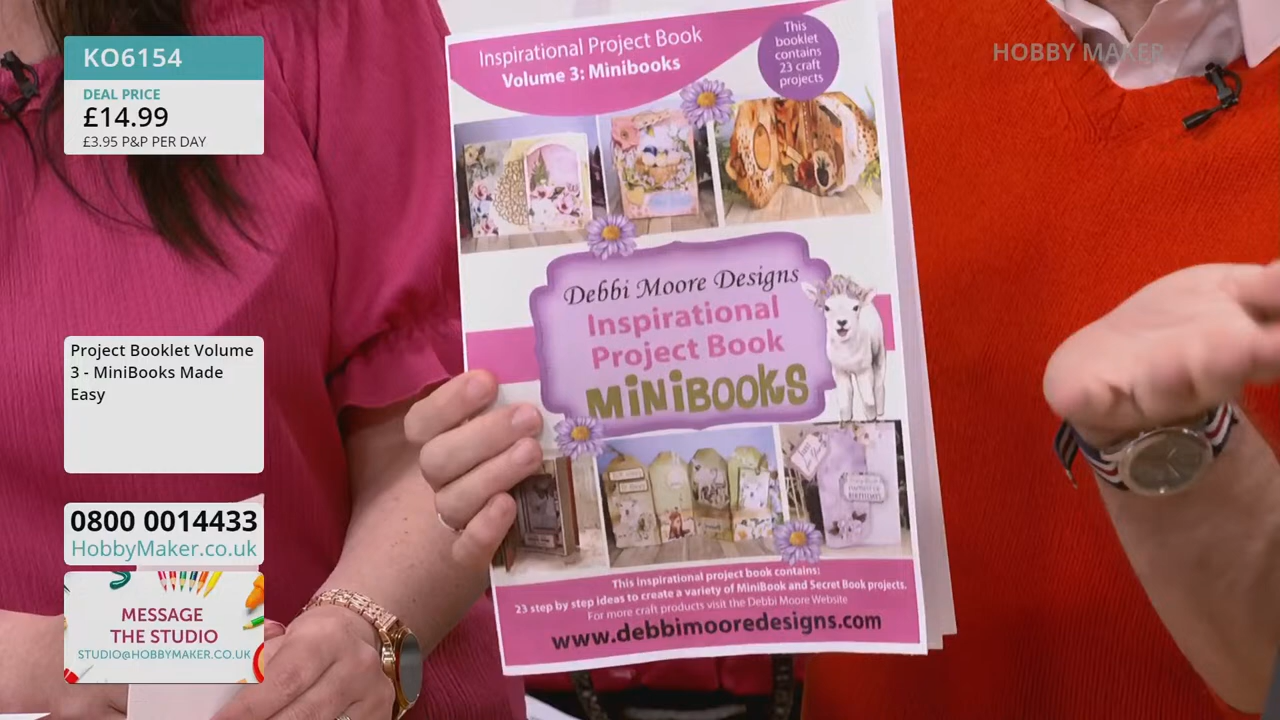 KO6154
DEAL PRICE
£14.99
£3.95 P&P PER DAY
Project Booklet Volume
3 - MiniBooks Made
Easy
0800 0014433
HobbyMaker.co.uk
MESSAGE
THE STUDIO
STUDIO@HOBBYMAKER.CO.UK
HOBBY MAKER
Inspirational Project Book
Volume 3: Minibooks
This
booklet
contains
23 craft
projects
Debbi Moore Designs
Inspirational
Project Book
MiNiBOOKS
This inspirational project book contains:
23 step by step ideas to create a variety of MiniBook and Secret Book projects.
For more craft products visit the Debbi Moore Website
www.debbimooredesigns.com